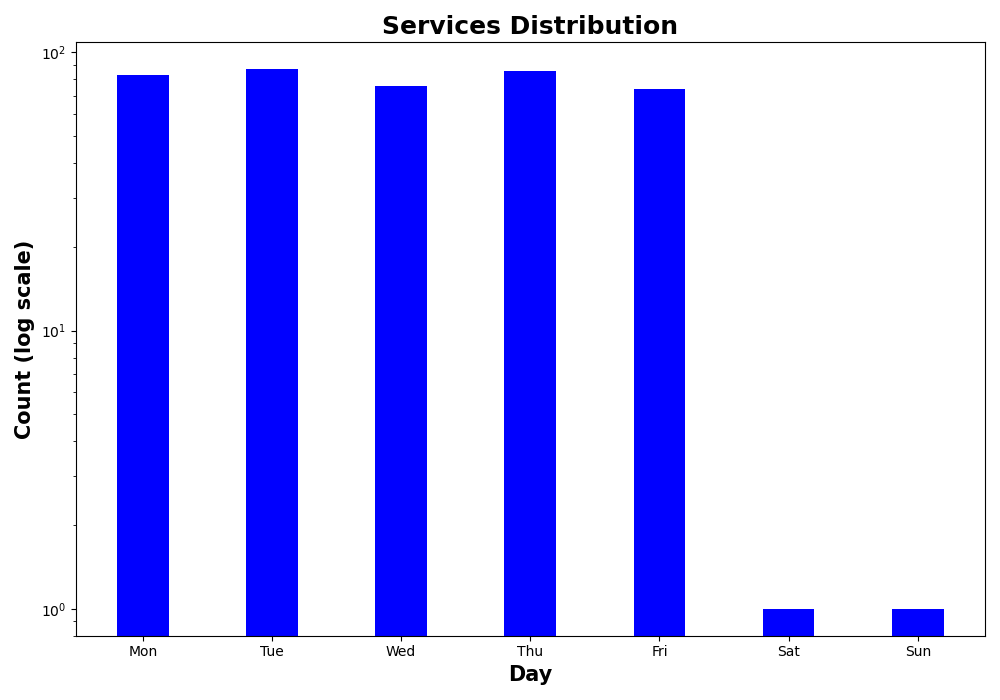 Services Distribution
Count (log scale)
10²
10¹
10⁰
Mon Tue Wed Thu Fri Sat Sun
Day